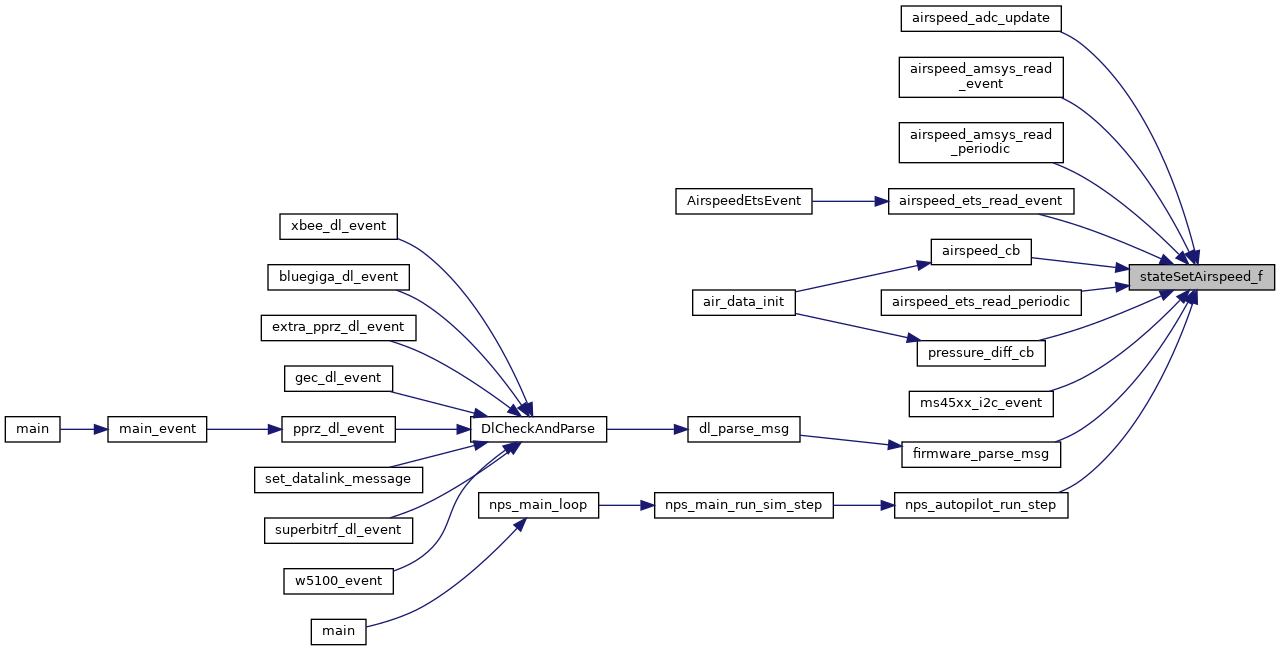 airspeed_adc_update
airspeed_amsys_read
_event
airspeed_amsys_read
_periodic
AirspeedEtsEvent
airspeed_ets_read_event
xbee_dl_event
airspeed_cb
bluegiga_dl_event
stateSetAirspeed_f
air_data_init
airspeed_ets_read_periodic
extra_pprz_dl_event
pressure_diff_cb
gec_dl_event
ms45xx_i2c_event
main
main_event
pprz_dl_event
DlCheckAndParse
dl_parse_msg
firmware_parse_msg
set_datalink_message
nps_main_loop
nps_main_run_sim_step
nps_autopilot_run_step
superbitrf_dl_event
w5100_event
main